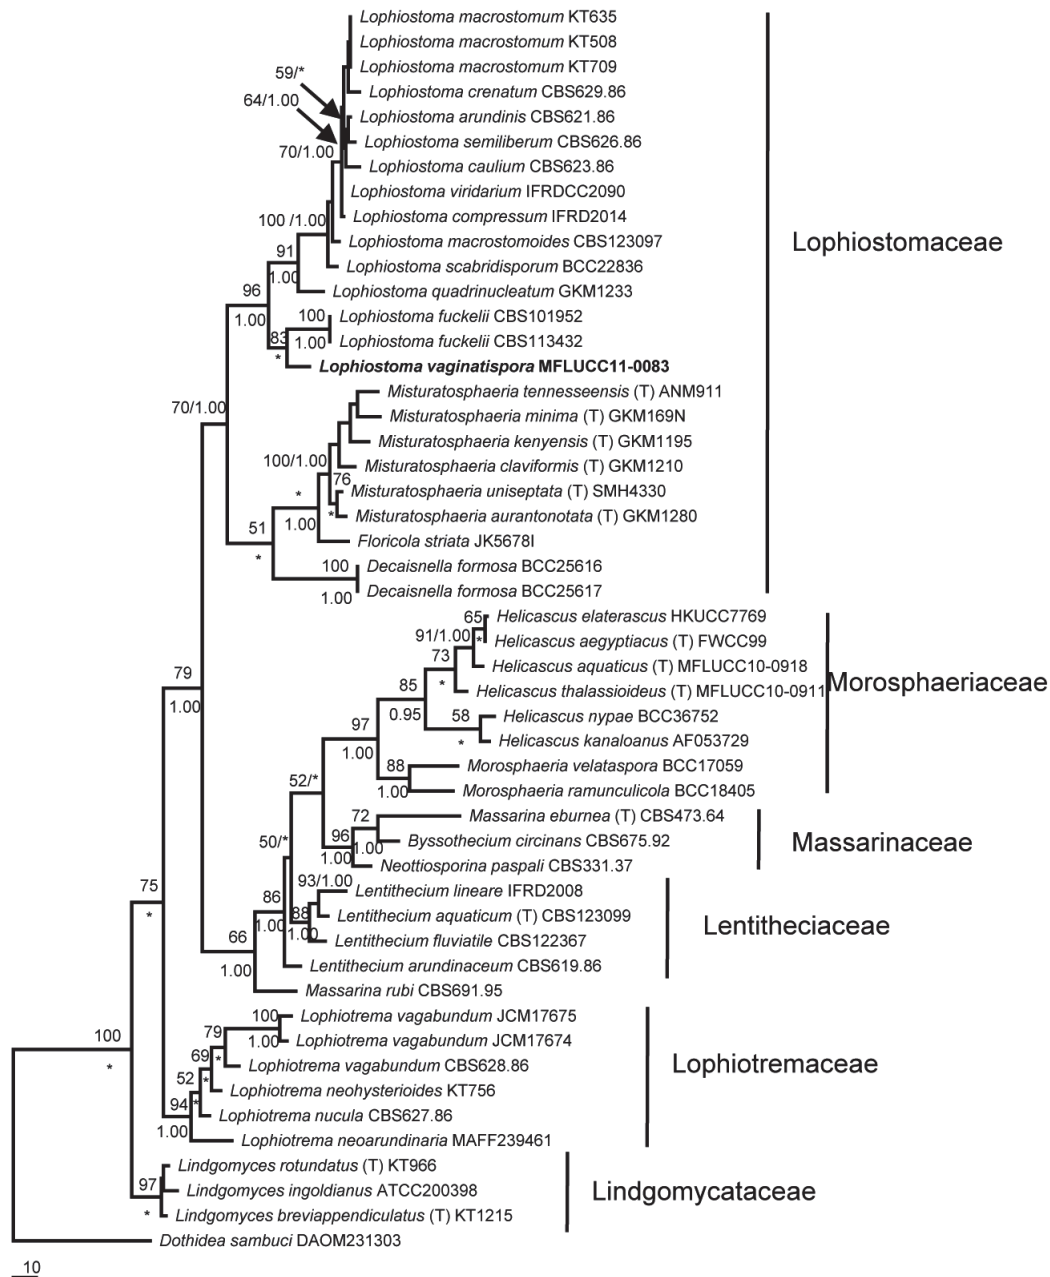 Lophiostoma macrostomum KT635
Lophiostoma macrostomum KT508
Lophiostoma macrostomum KT709
59/*
Lophiostoma crenatum CBS629.86
64/1.00
Lophiostoma arundinis CBS621.86
Lophiostoma semiliberum CBS626.86
70/1.00
Lophiostoma caulium CBS623.86
Lophiostoma viridarium IFRDCC2090
100 /1.00
Lophiostoma compressum IFRD2014
Lophiostoma macrostomoides CBS123097
Lophiostomaceae
91
1.00
Lophiostoma scabridisporum BCC22836
96
1.00
Lophiostoma quadrinucleatum GKM1233
100
1.00
Lophiostoma fuckelii CBS101952
83
*
Lophiostoma fuckelii CBS113432
Lophiostoma vaginatispora MFLUCC11-0083
Misturatosphaeria tennesseensis (T) ANM911
70/1.00
Misturatosphaeria minima (T) GKM169N
Misturatosphaeria kenyensis (T) GKM1195
100/1.00
Misturatosphaeria claviformis (T) GKM1210
76
*
Misturatosphaeria uniseptata (T) SMH4330
*
1.00
Misturatosphaeria aurantonotata (T) GKM1280
51
*
Floricola striata JK5678I
100
1.00
Decaisnella formosa BCC25616
Decaisnella formosa BCC25617
65
*
Helicascus elaterascus HKUCC7769
91/1.00
Helicascus aegyptiacus (T) FWCC99
73
*
Helicascus aquaticus (T) MFLUCC10-0918
79
1.00
85
0.95
Helicascus thalassioideus (T) MFLUCC10-0911
Morosphaeriaceae
58
*
Helicascus nypae BCC36752
97
1.00
Helicascus kanaloanus AF053729
88
1.00
Morosphaeria velataspora BCC17059
52/*
Morosphaeria ramunculicola BCC18405
72
1.00
Massarina eburnea (T) CBS473.64
50/*
96
1.00
Byssothecium circinans CBS675.92
Massarinaceae
Neottiosporina paspali CBS331.37
75
*
93/1.00
Lentithecium lineare IFRD2008
86
1.00
88
1.00
Lentithecium aquaticum (T) CBS123099
Lentitheciaceae
66
1.00
Lentithecium fluviatile CBS122367
Lentithecium arundinaceum CBS619.86
Massarina rubi CBS691.95
100
1.00
Lophiotrema vagabundum JCM17675
100
*
79
*
Lophiotrema vagabundum JCM17674
69
*
Lophiotrema vagabundum CBS628.86
Lophiotremaceae
52
*
Lophiotrema neohysterioides KT756
94
1.00
Lophiotrema nucula CBS627.86
Lophiotrema neoarundinaria MAFF239461
Lindgomyces rotundatus (T) KT966
97
*
Lindgomyces ingoldianus ATCC200398
Lindgomycataceae
Lindgomyces breviappendiculatus (T) KT1215
Dothidea sambuci DAOM231303
10